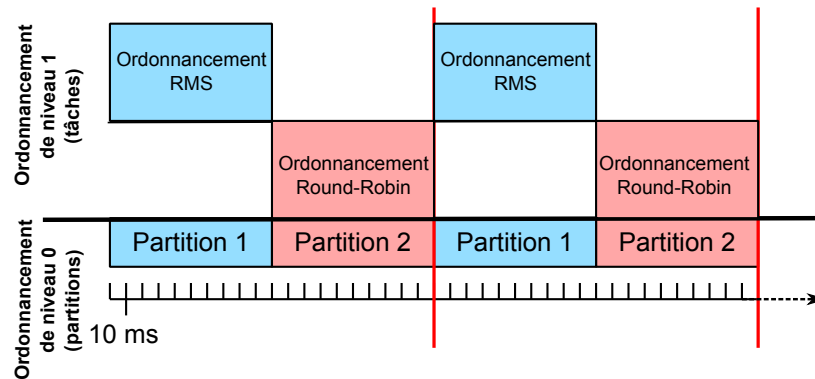 Ordonnancement
de niveau 1
(tâches)
Ordonnancement
RMS
Ordonnancement
Round-Robin
Ordonnancement
RMS
Ordonnancement
Round-Robin
Ordonnancement
de niveau 0
(partitions)
Partition 1
Partition 2
Partition 1
Partition 2
10 ms